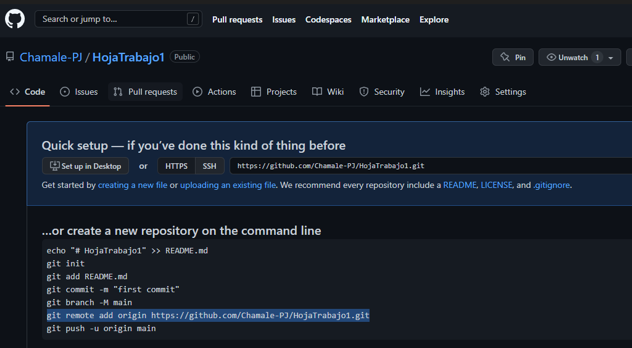 Search or jump to... / Pull requests Issues Codespaces Marketplace Explore
Chamale-PJ / HojaTrabajo1 Public Pin Unwatch 1
Code Issues Pull requests Actions Projects Wiki Security Insights Settings
Quick setup — if you've done this kind of thing before
Set up in Desktop or HTTPS SSH https://github.com/Chamale-PJ/HojaTrabajo1.git
Get started by creating a new file or uploading an existing file. We recommend every repository include a README, LICENSE, and .gitignore.
...or create a new repository on the command line
echo "# HojaTrabajo1" >> README.md
git init
git add README.md
git commit -m "first commit"
git branch -M main
git remote add origin https://github.com/Chamale-PJ/HojaTrabajo1.git
git push -u origin main